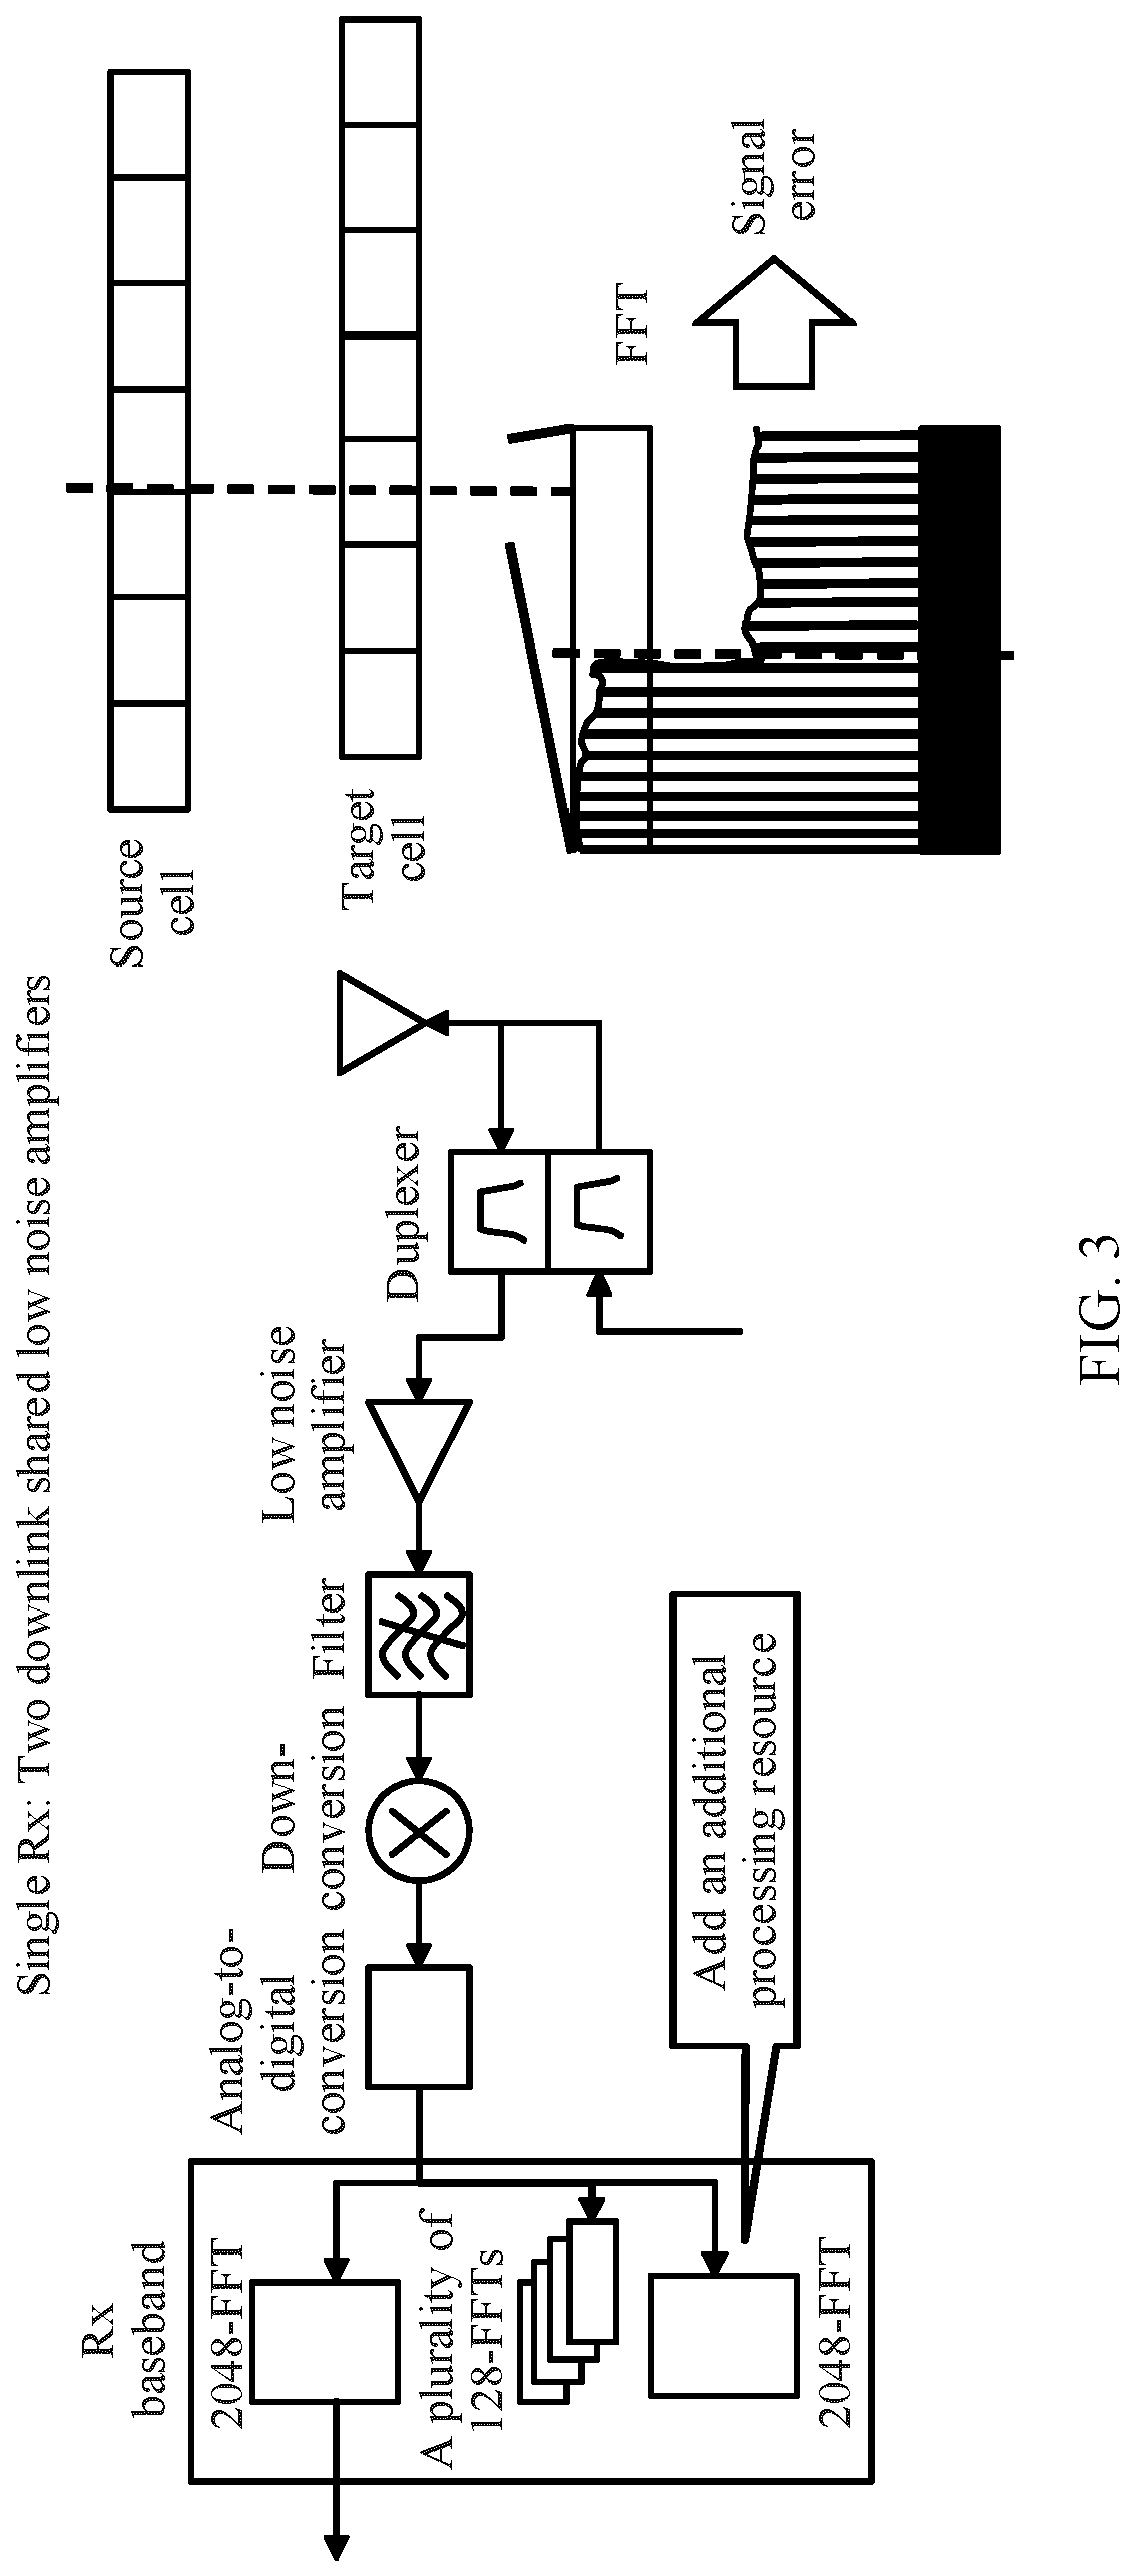 Single Rx: Two downlink shared low noise amplifiers
Rx
baseband
2048-FFT
A plurality of
128-FFTs
2048-FFT
Analog-to-
digital
conversion
Down-
conversion
Filter
Low noise
amplifier
Duplexer
Add an additional
processing resource
Source
cell
Target
cell
FFT
Signal
error
FIG. 3